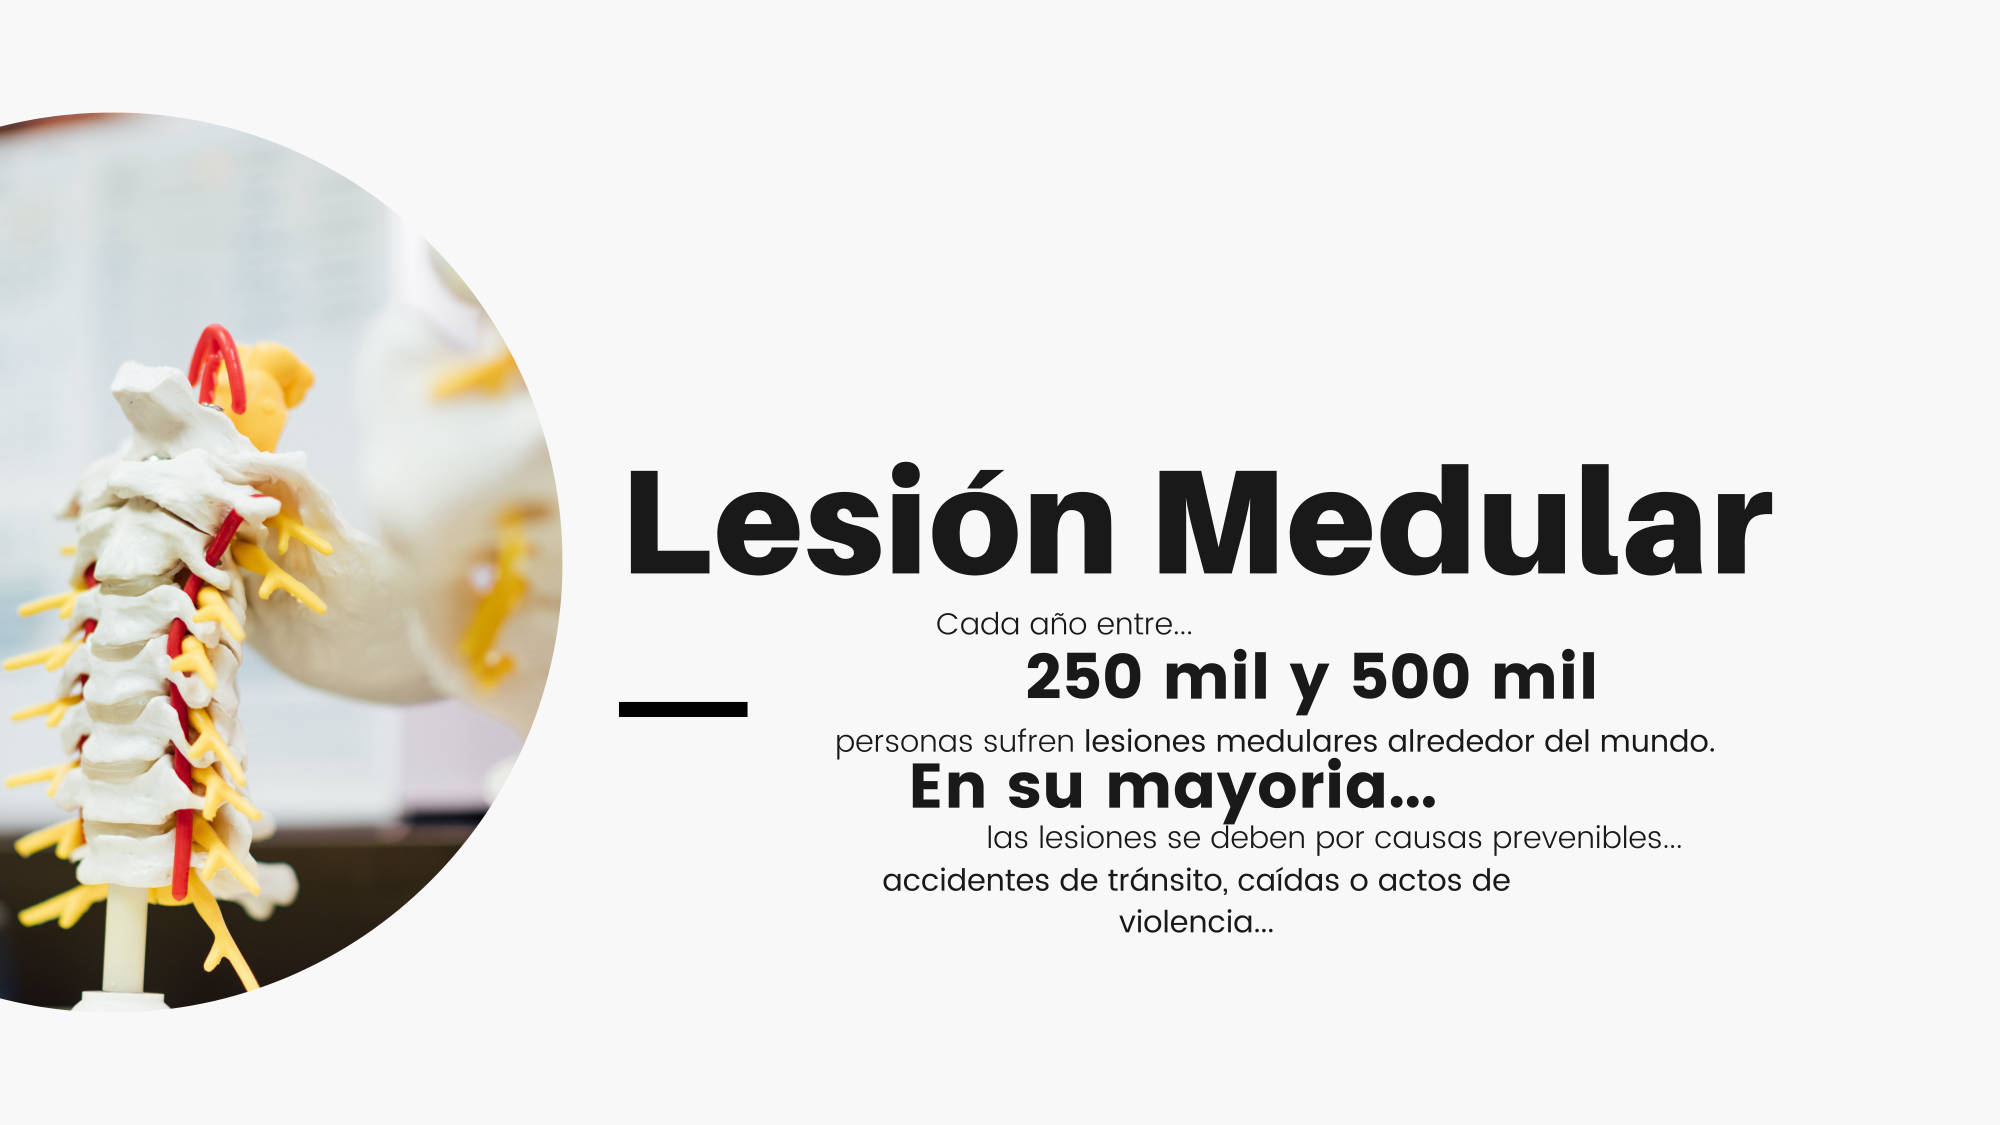 Lesión Medular
Cada año entre...
250 mil y 500 mil
personas sufren lesiones medulares alrededor del mundo.
En su mayoria...
las lesiones se deben por causas prevenibles...
accidentes de tránsito, caídas o actos de
violencia...